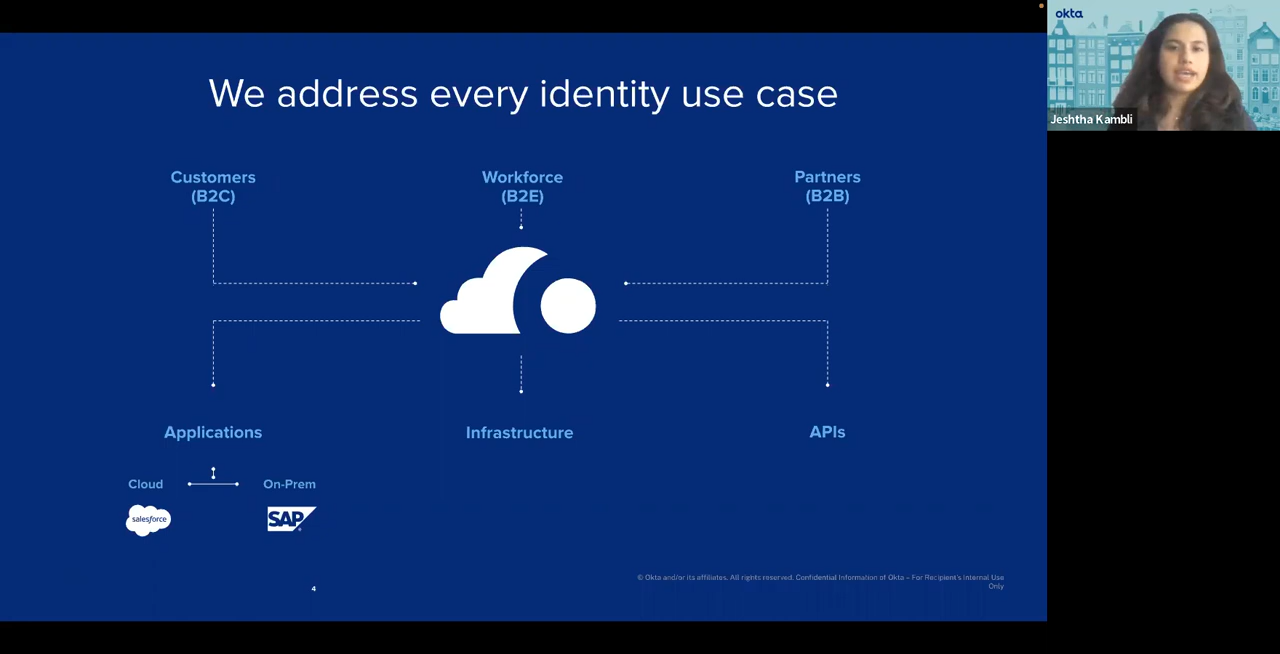 We address every identity use case
Customers
(B2C)
Workforce
(B2E)
Partners
(B2B)
Applications
Infrastructure
APIs
Cloud
On-Prem
salesforce
SAP
®
4
© Okta and/or its affiliates. All rights reserved. Confidential Information of Okta – For Recipient's Internal Use
Only
okta
Jeshtha Kambli